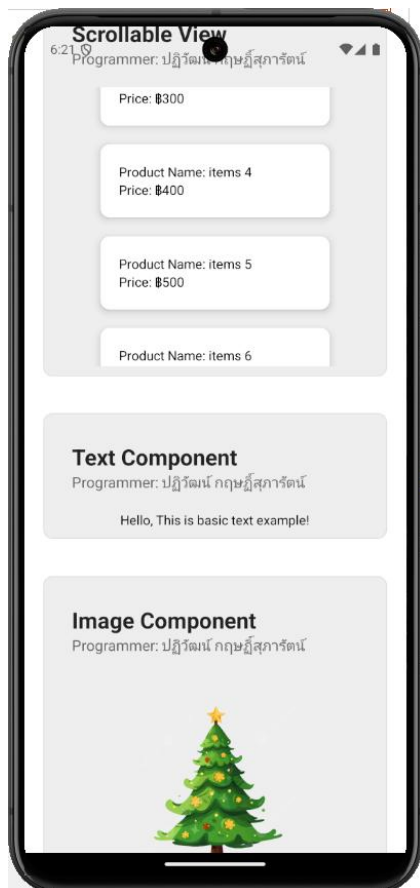 Scrollable View
6:21
Programmer: ปฏิวัฒน์ กฤษฏิ์สุภารัตน์
Price: ฿300
Product Name: items 4
Price: ฿400
Product Name: items 5
Price: ฿500
Product Name: items 6
Text Component
Programmer: ปฏิวัฒน์ กฤษฏิ์สุภารัตน์
Hello, This is basic text example!
Image Component
Programmer: ปฏิวัฒน์ กฤษฏิ์สุภารัตน์